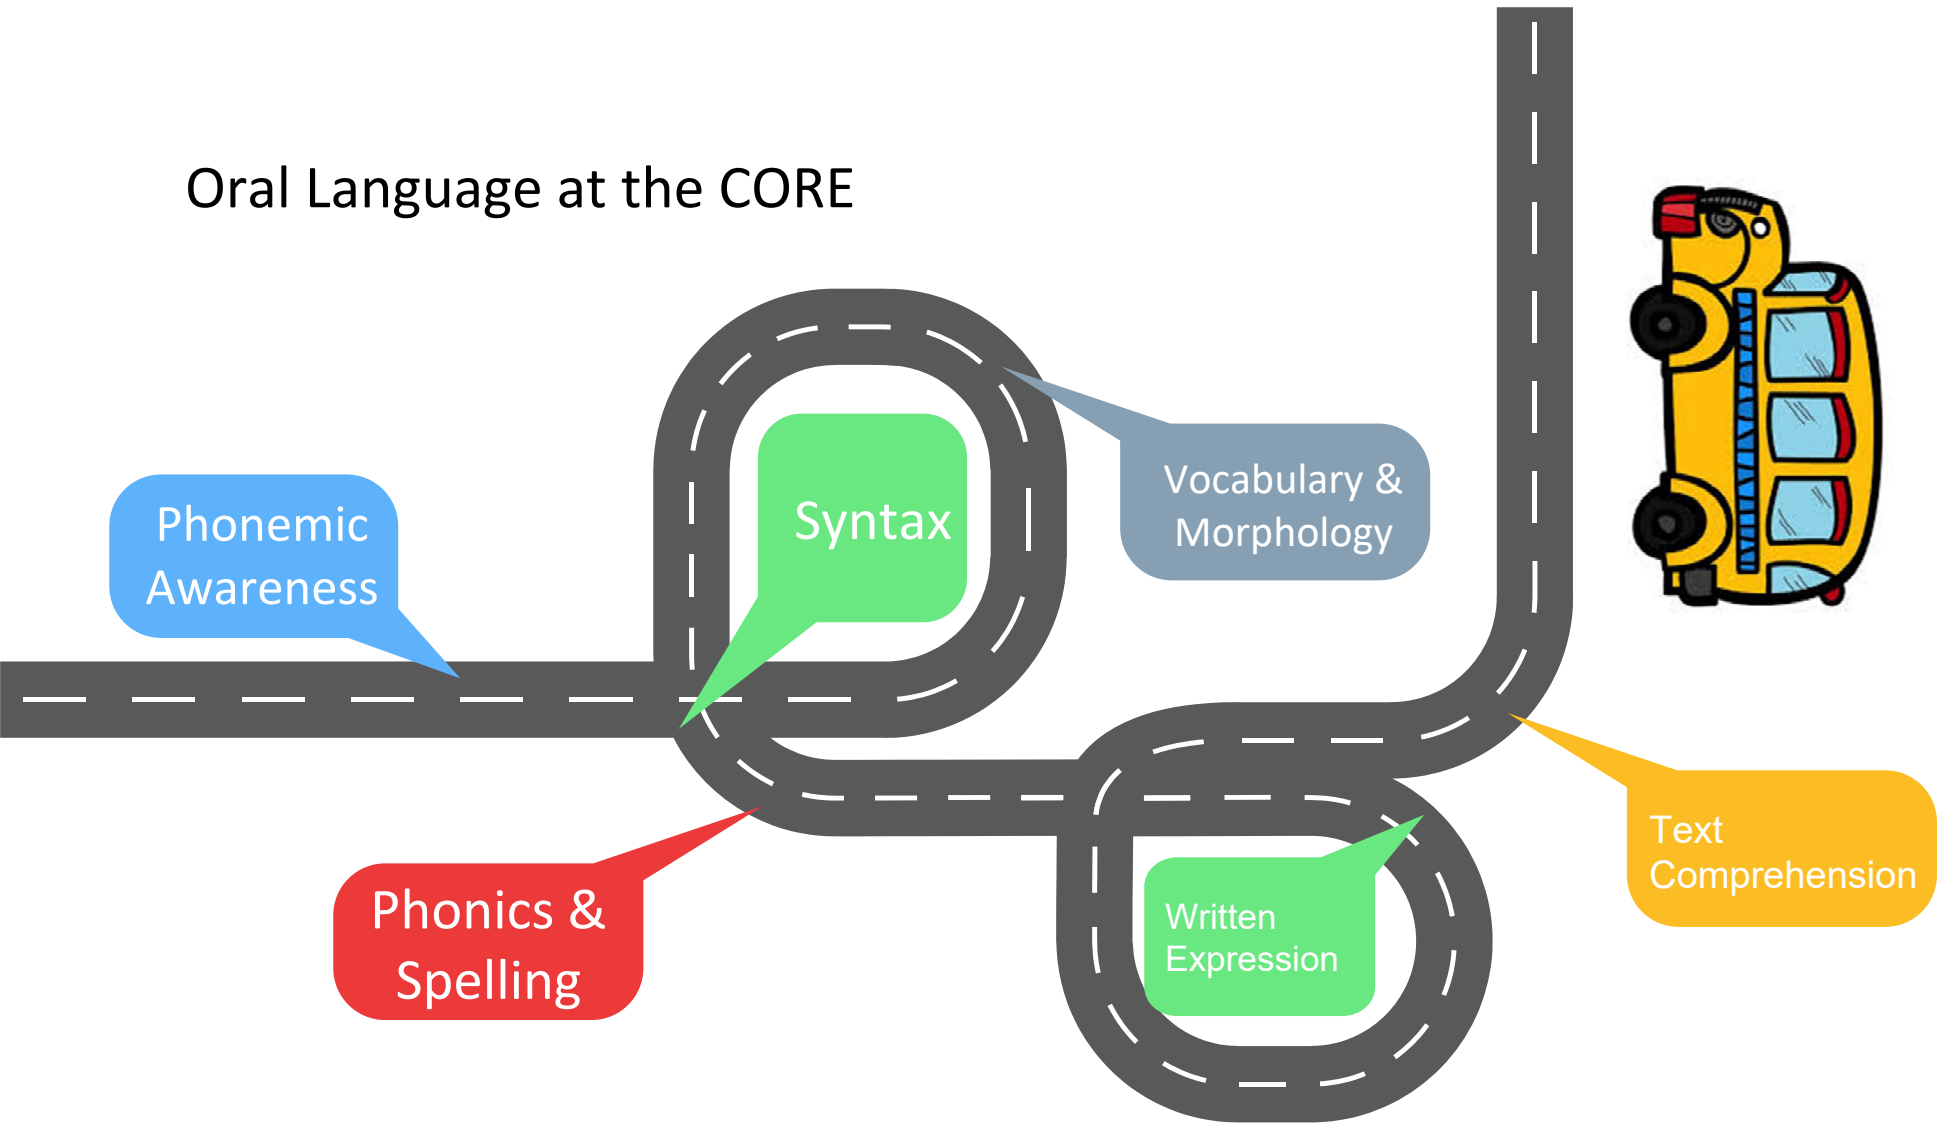 Oral Language at the CORE
Phonemic
Awareness
Syntax
Vocabulary &
Morphology
Phonics &
Spelling
Written
Expression
Text
Comprehension